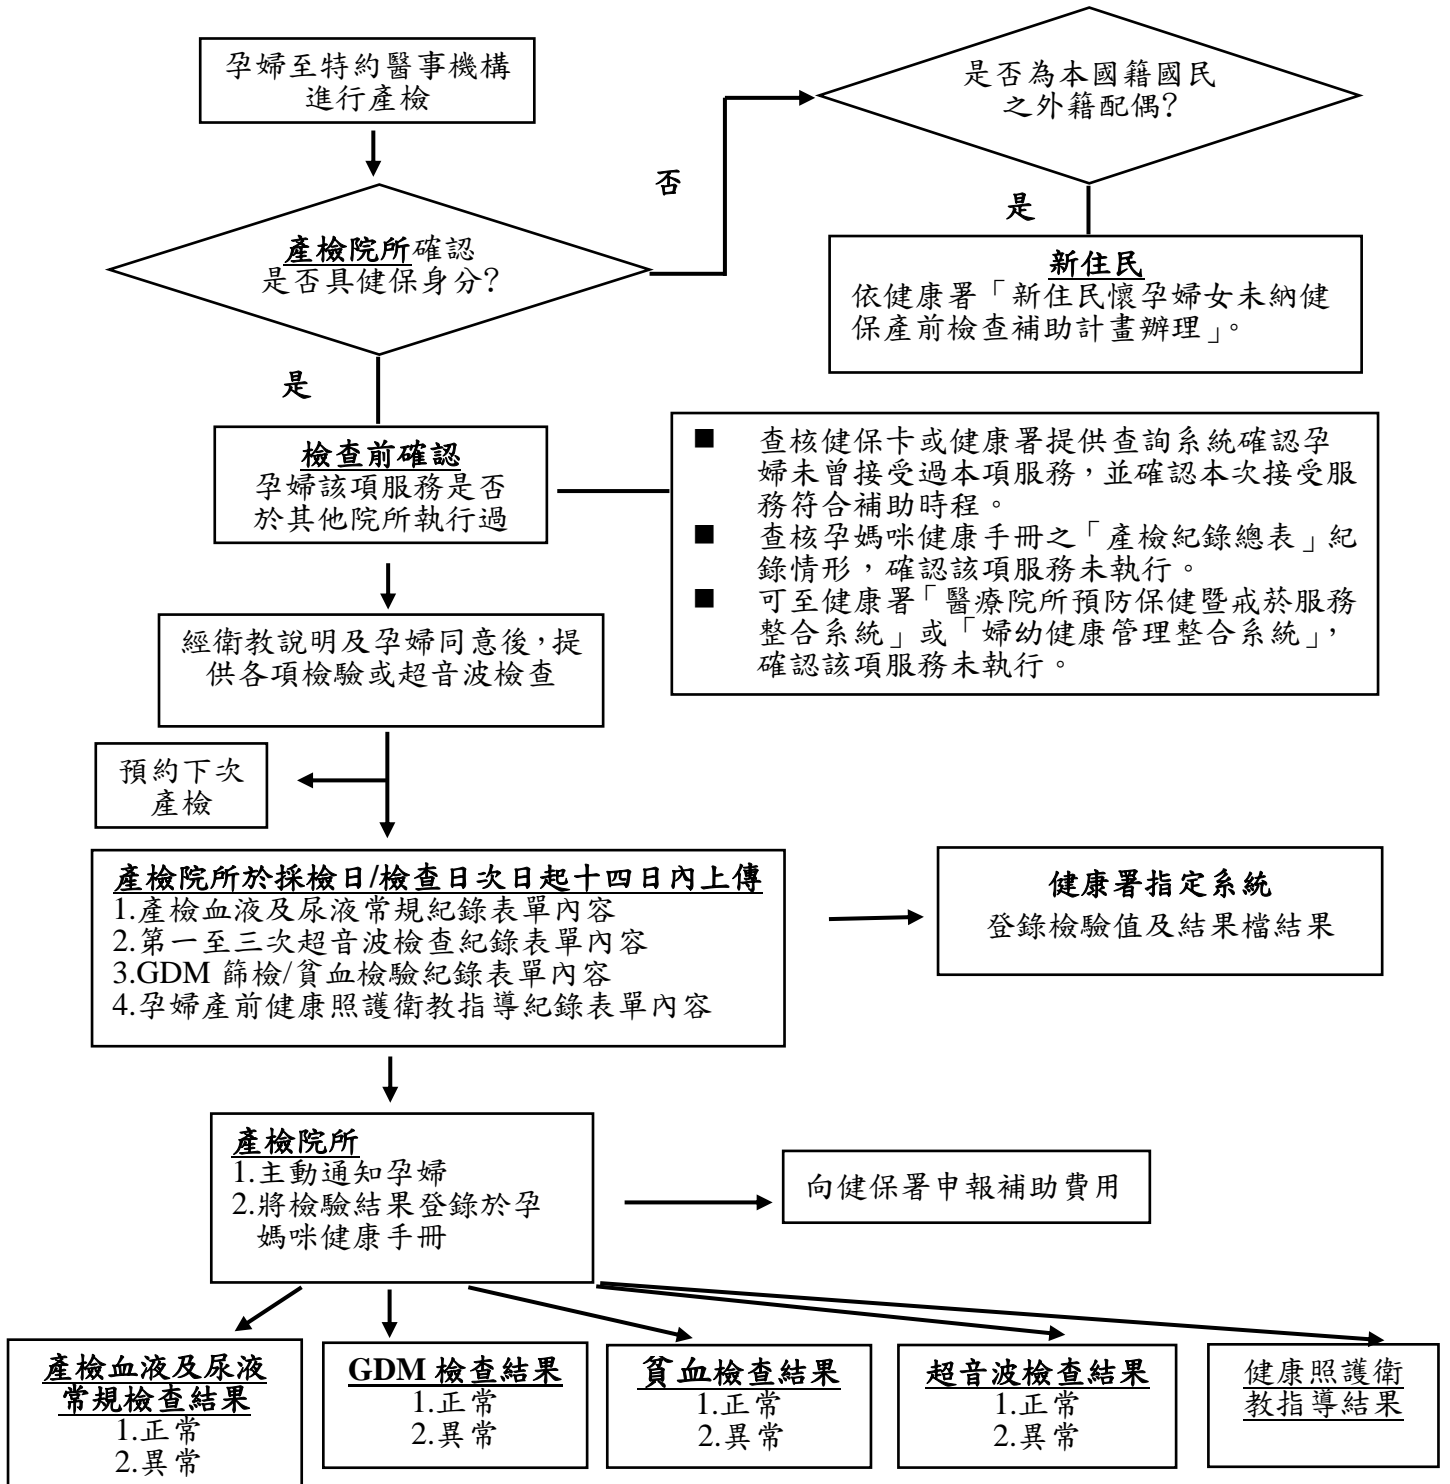 孕婦至特約醫事機構
進行產檢
是否為本國籍國民
之外籍配偶?
否
是
產檢院所確認
是否具健保身分?
新住民
依健康署「新住民懷孕婦女未納健
保產前檢查補助計畫辦理」。
是
檢查前確認
孕婦該項服務是否
於其他院所執行過
■ 查核健保卡或健康署提供查詢系統確認孕
婦未曾接受過本項服務，並確認本次接受服
務符合補助時程。
■ 查核孕媽咪健康手冊之「產檢紀錄總表」紀
錄情形，確認該項服務未執行。
■ 可至健康署「醫療院所預防保健暨戒菸服務
整合系統」或「婦幼健康管理整合系統」，
確認該項服務未執行。
經衛教說明及孕婦同意後，提
供各項檢驗或超音波檢查
預約下次
產檢
產檢院所於採檢日/檢查日次日起十四日內上傳
1.產檢血液及尿液常規紀錄表單內容
2.第一至三次超音波檢查紀錄表單內容
3.GDM 篩檢/貧血檢驗紀錄表單內容
4.孕婦產前健康照護衛教指導紀錄表單內容
健康署指定系統
登錄檢驗值及結果檔結果
產檢院所
1.主動通知孕婦
2.將檢驗結果登錄於孕
媽咪健康手冊
向健保署申報補助費用
產檢血液及尿液
常規檢查結果
1.正常
2.異常
GDM 檢查結果
1.正常
2.異常
貧血檢查結果
1.正常
2.異常
超音波檢查結果
1.正常
2.異常
健康照護衛
教指導結果